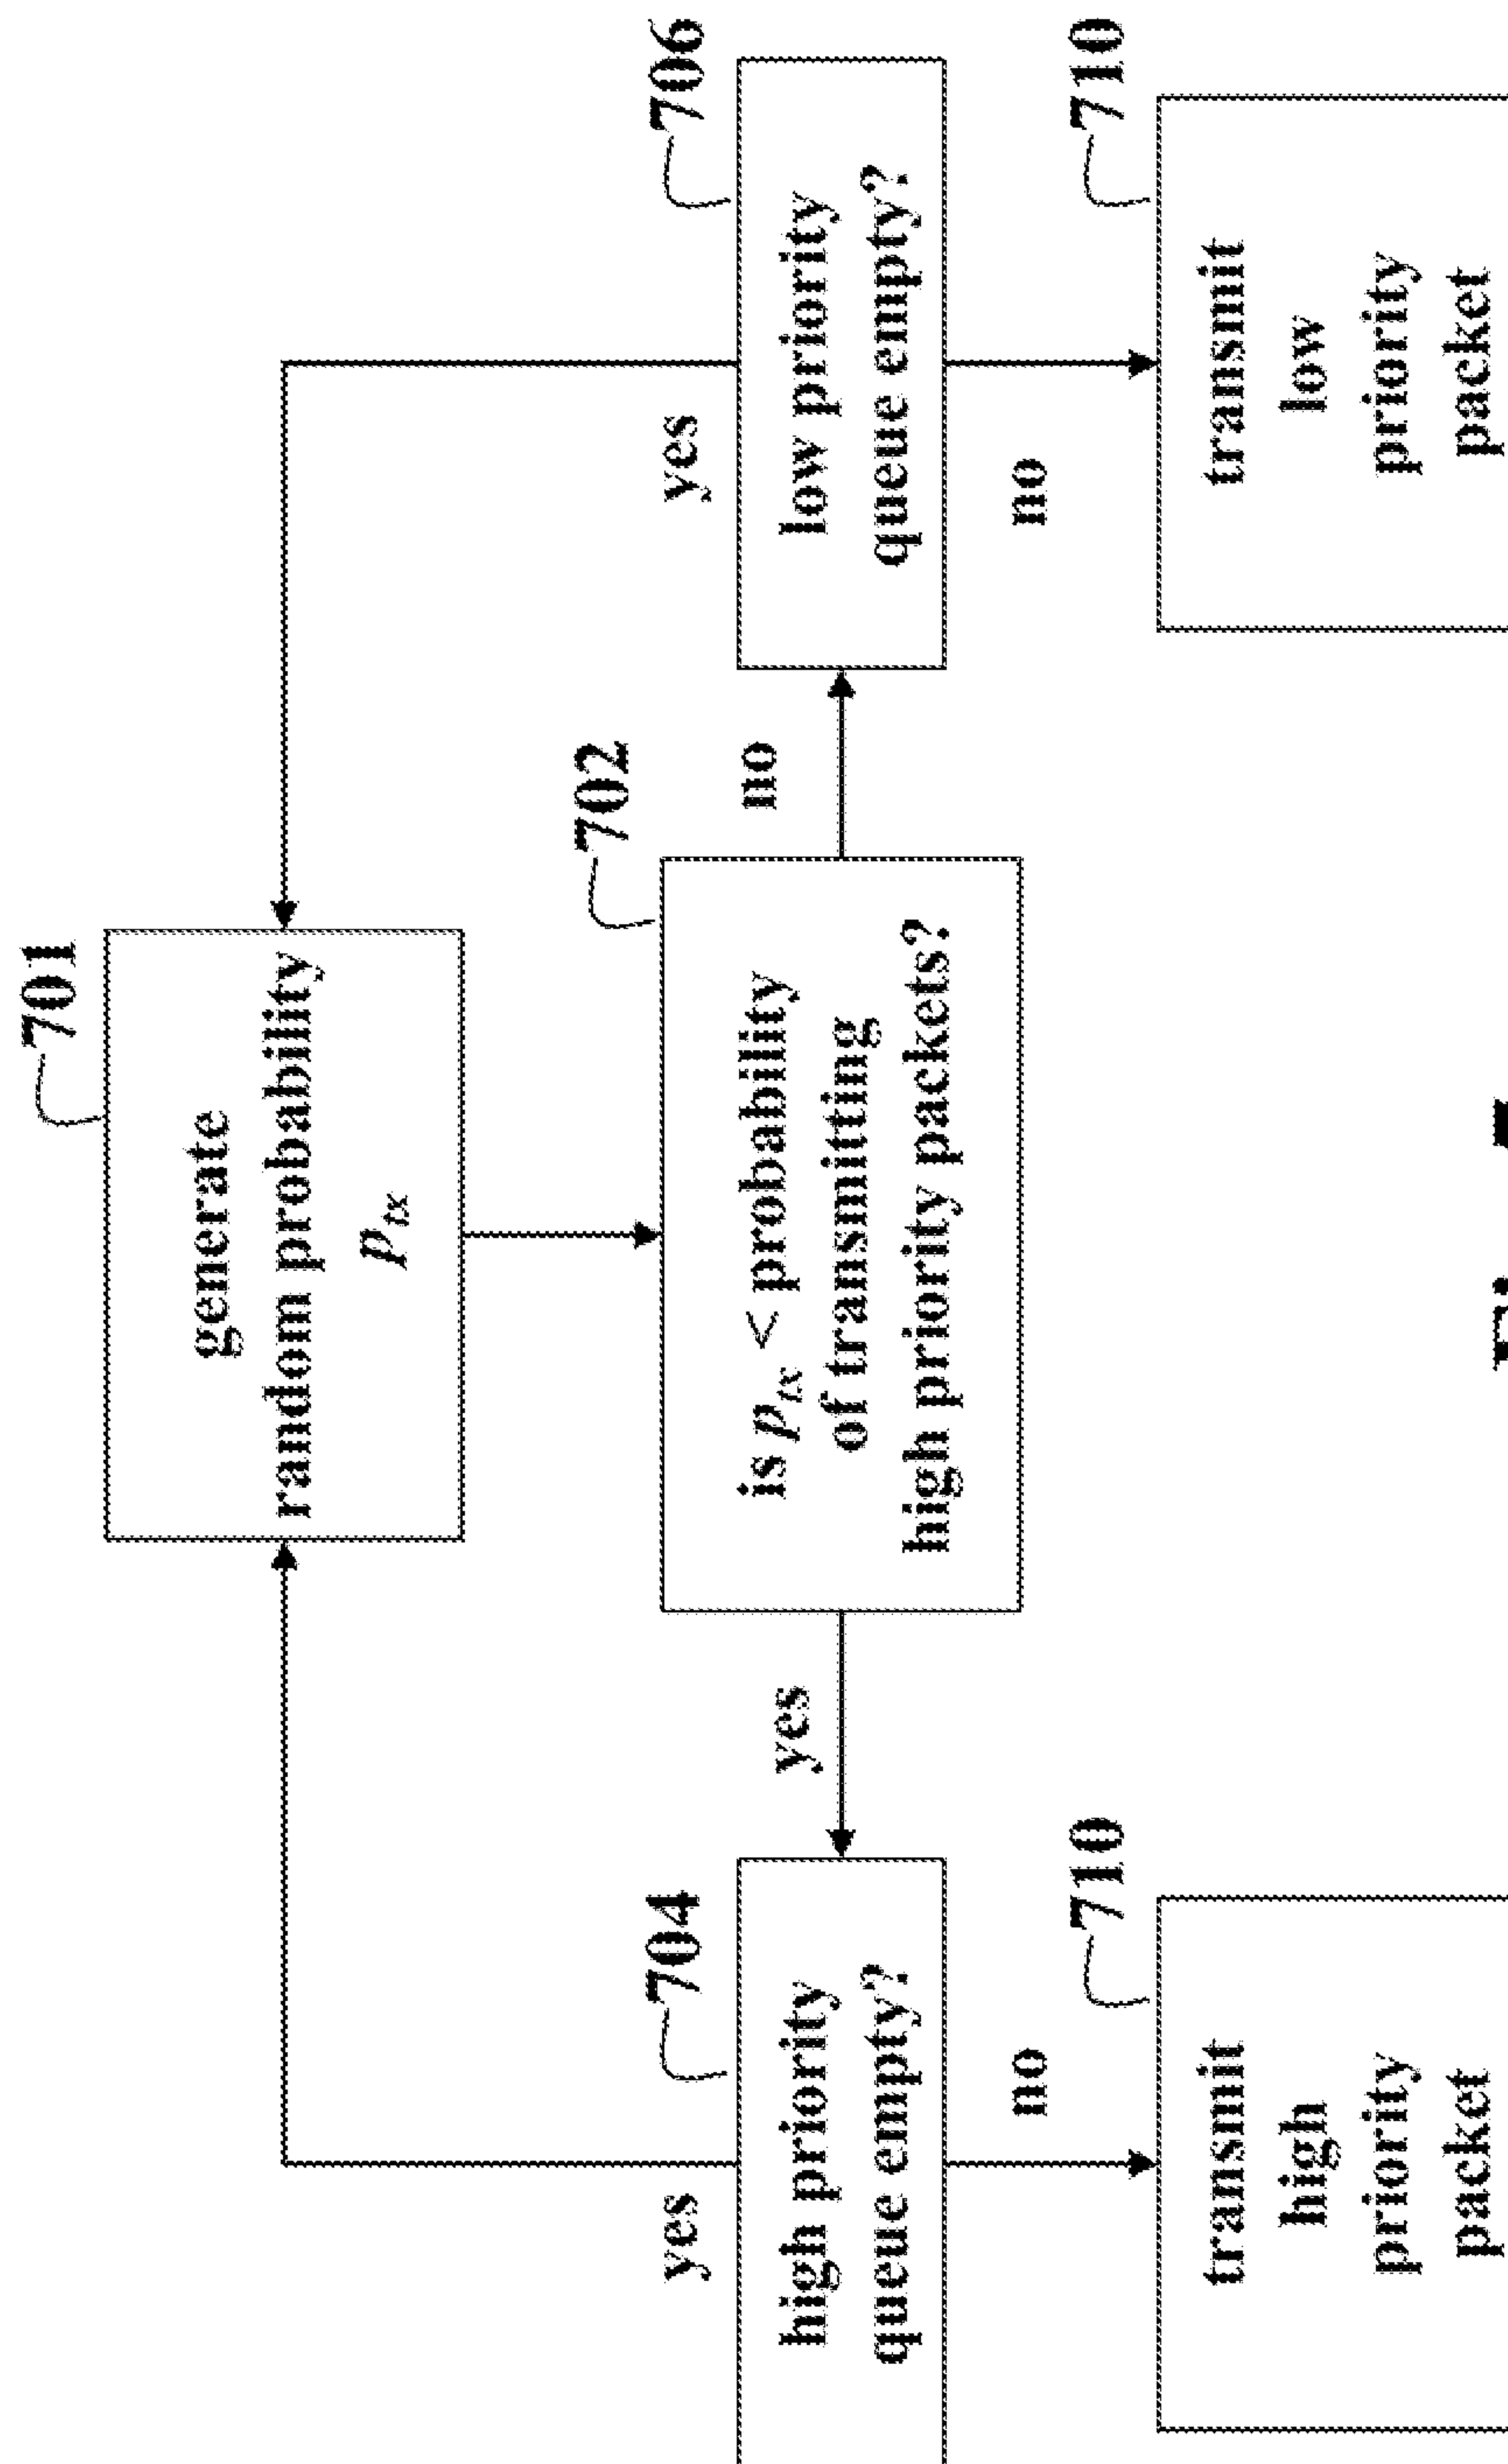 701
generate
random probability
p_tx
702
is p_tx < probability
of transmitting
high priority packets?
yes
no
704
high priority
queue empty?
yes
no
706
low priority
queue empty?
yes
no
710
transmit
high
priority
packet
710
transmit
low
priority
packet